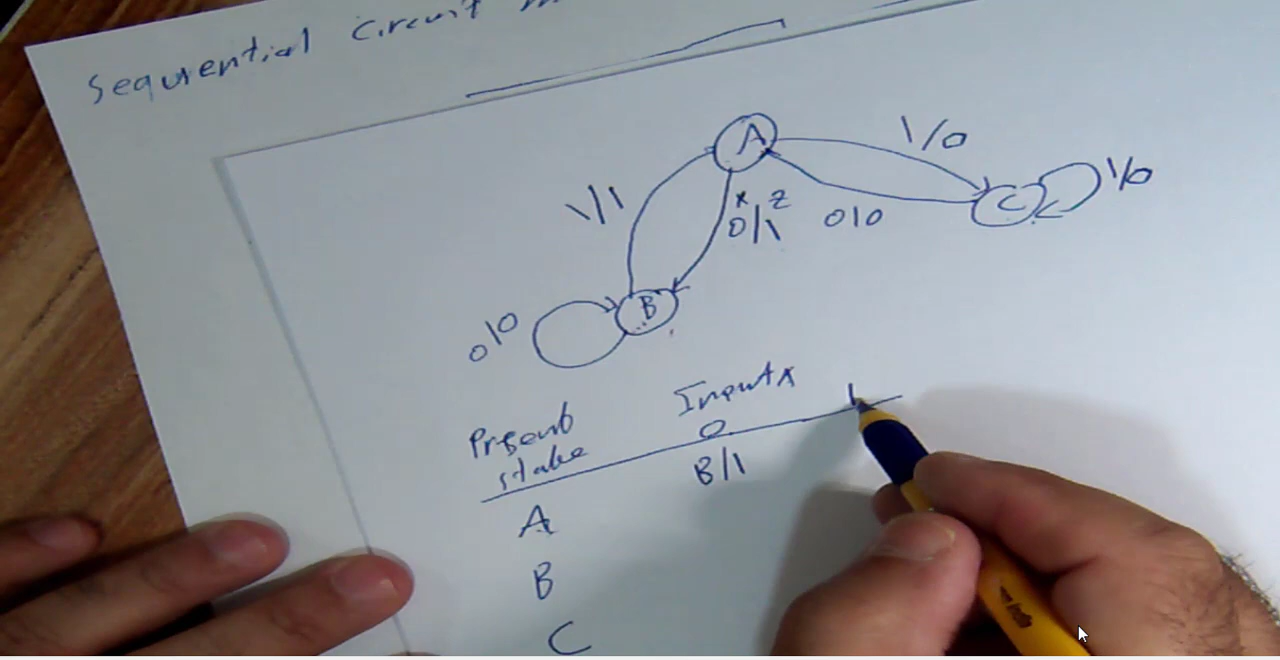 Sequential circuit
A
1/0
C
1/0
1/1
x z
0/1
0/0
B
0/0
Present Input x
state 0 1
A B/1
B
C